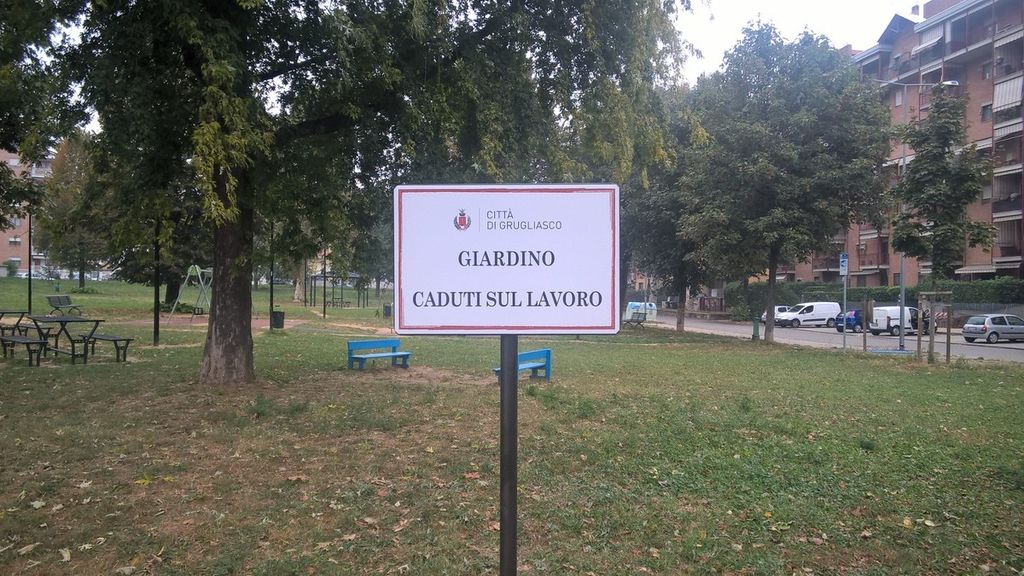 CITTÀ
DI GRUGLIASCO
GIARDINO
CADUTI SUL LAVORO